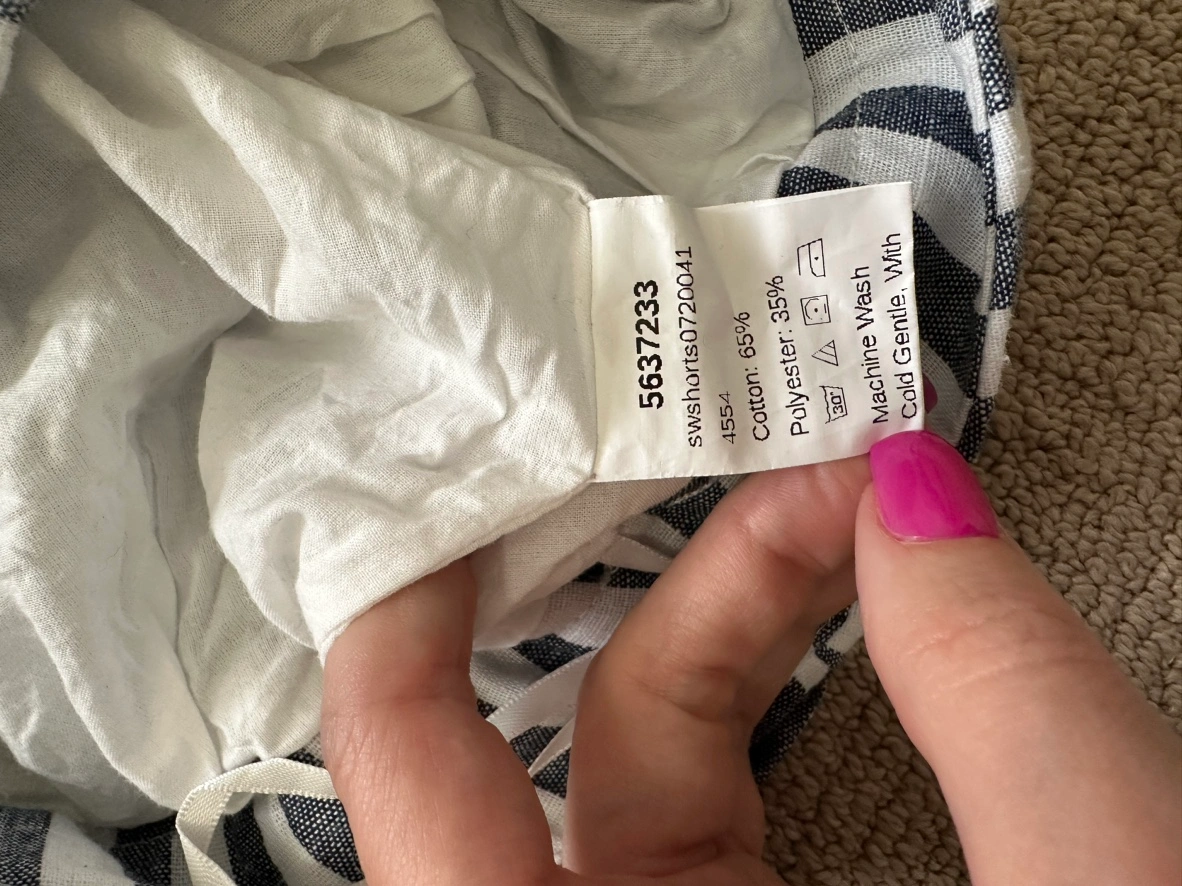 5637233
swshorts0720041
4554
Cotton: 65%
Polyester: 35%
30°
Machine Wash
Cold Gentle, With